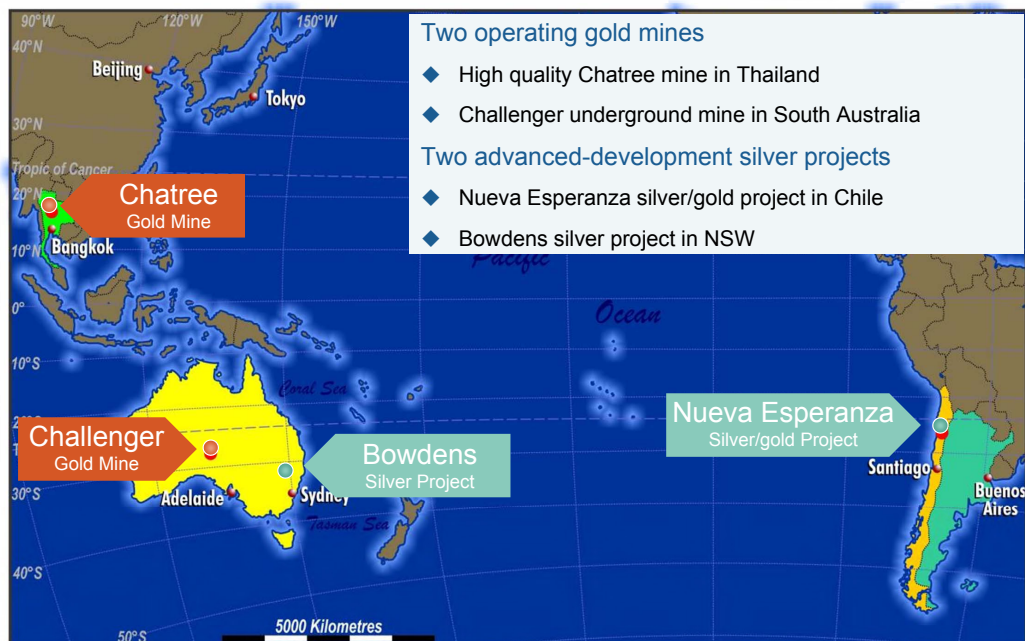 90°W
120°W
150°W
40°N
Beijing
Tokyo
30°N
Tropic of Cancer
20°N
Chatree
Gold Mine
Bangkok
10°N
Two operating gold mines
High quality Chatree mine in Thailand
Challenger underground mine in South Australia
Two advanced-development silver projects
Nueva Esperanza silver/gold project in Chile
Bowdens silver project in NSW
Pacific
Ocean
0°
10°S
Coral Sea
20°S
Challenger
Gold Mine
Bowdens
Silver Project
Nueva Esperanza
Silver/gold Project
Santiago
Buenos
Aires
30°S
Adelaide
Sydney
Tasman Sea
40°S
50°S
5000 Kilometres